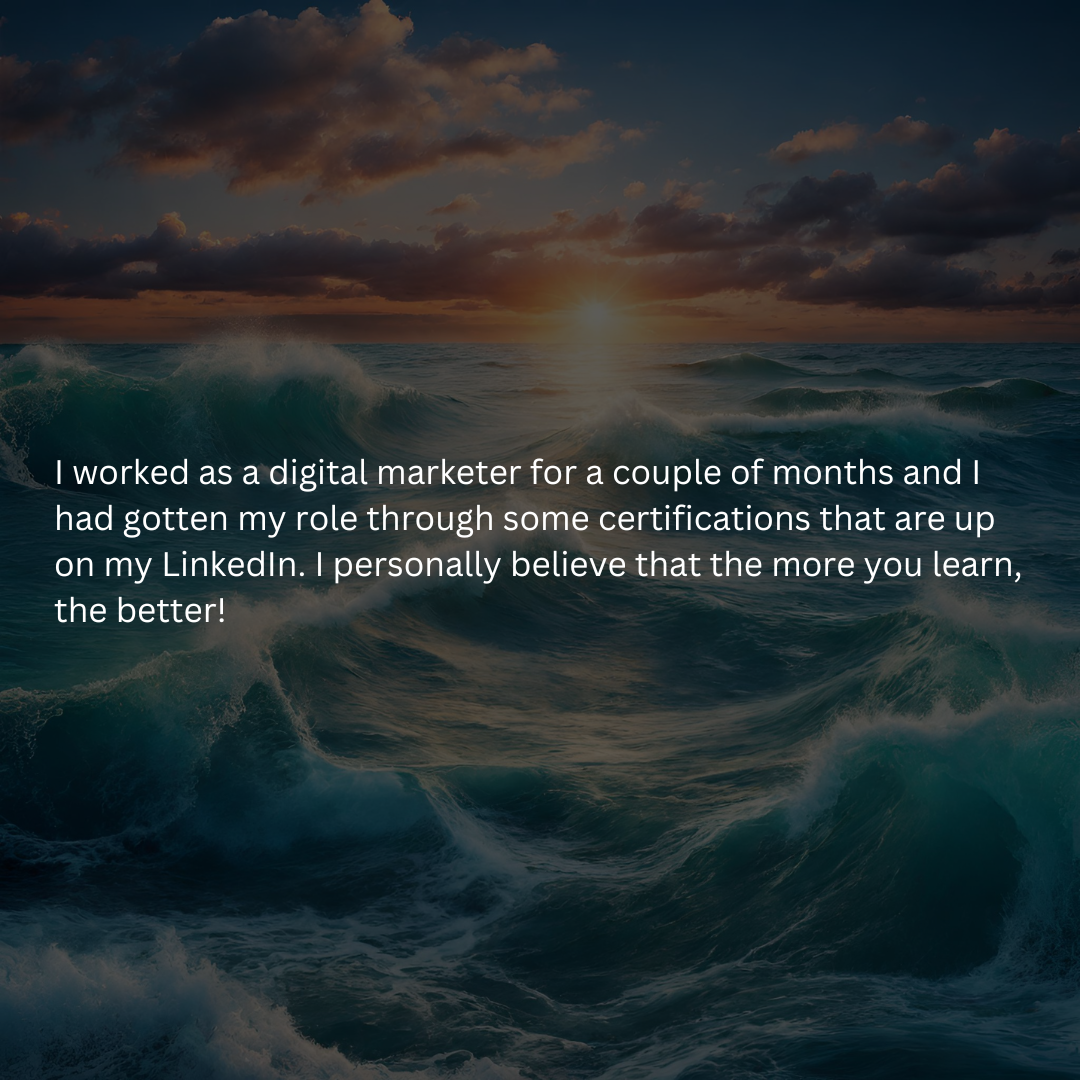 I worked as a digital marketer for a couple of months and I
had gotten my role through some certifications that are up
on my LinkedIn. I personally believe that the more you learn,
the better!